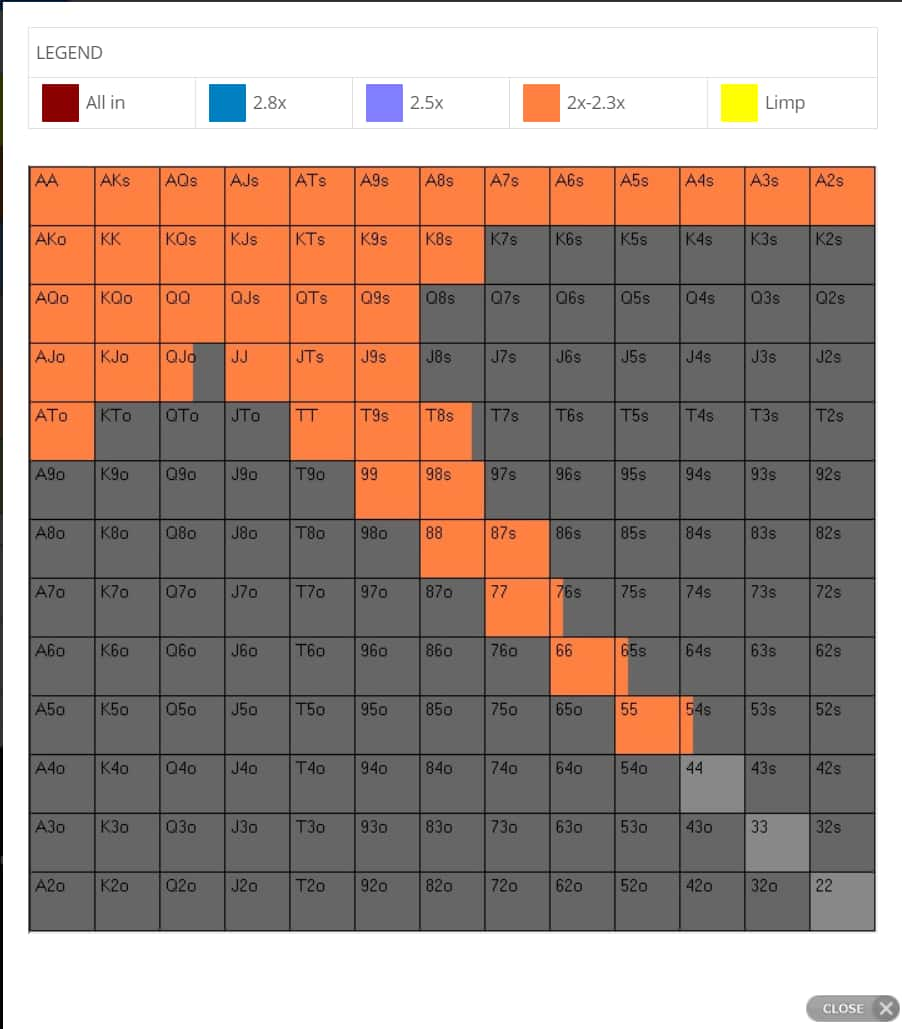 LEGEND
All in 2.8x 2.5x 2x-2.3x Limp
AA AKs AQs AJs ATs A9s A8s A7s A6s A5s A4s A3s A2s
AKo KK KQs KJs KTs K9s K8s K7s K6s K5s K4s K3s K2s
AQo KQo QQ QJs QTs Q9s Q8s Q7s Q6s Q5s Q4s Q3s Q2s
AJo KJo QJo JJ JTs J9s J8s J7s J6s J5s J4s J3s J2s
ATo KTo QTo JTo TT T9s T8s T7s T6s T5s T4s T3s T2s
A9o K9o Q9o J9o T9o 99 98s 97s 96s 95s 94s 93s 92s
A8o K8o Q8o J8o T8o 98o 88 87s 86s 85s 84s 83s 82s
A7o K7o Q7o J7o T7o 97o 87o 77 76s 75s 74s 73s 72s
A6o K6o Q6o J6o T6o 96o 86o 76o 66 65s 64s 63s 62s
A5o K5o Q5o J5o T5o 95o 85o 75o 65o 55 54s 53s 52s
A4o K4o Q4o J4o T4o 94o 84o 74o 64o 54o 44 43s 42s
A3o K3o Q3o J3o T3o 93o 83o 73o 63o 53o 43o 33 32s
A2o K2o Q2o J2o T2o 92o 82o 72o 62o 52o 42o 32o 22
CLOSE